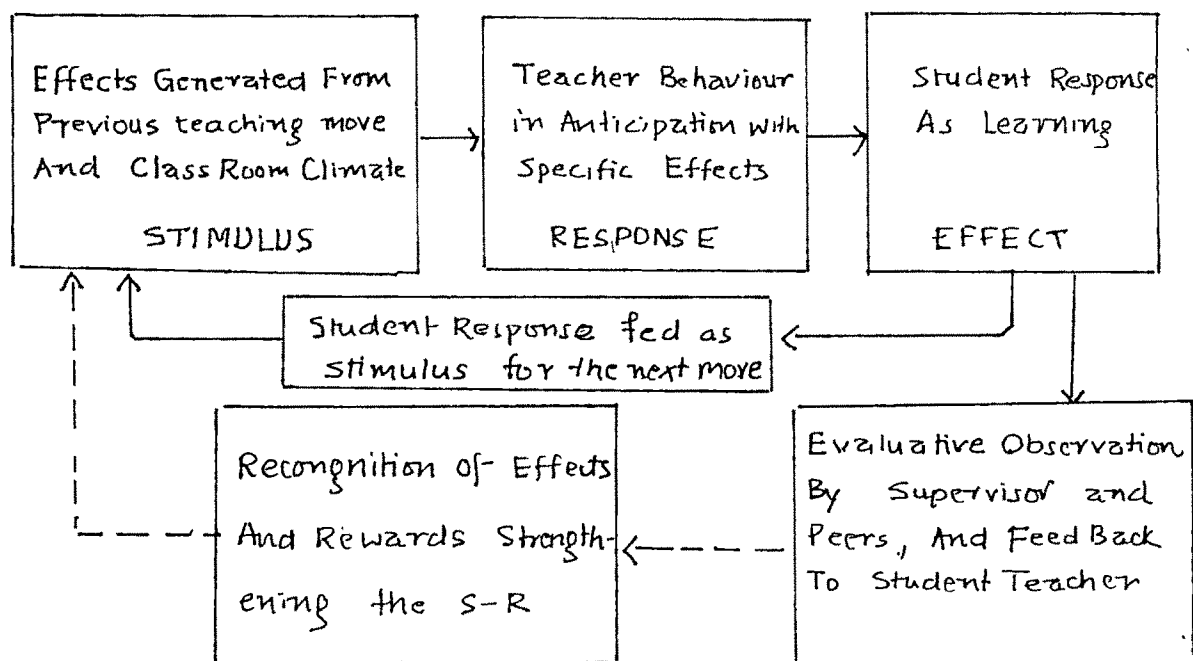 Effects Generated From
Previous teaching move
And Class Room Climate
STIMULUS
Teacher Behaviour
in Anticipation with
Specific Effects
RESPONSE
Student Response
As Learning
EFFECT
Student Response fed as
stimulus for the next move
Recongnition of Effects
And Rewards Strength-
ening the S-R
Evaluative Observation
By Supervisor and
Peers, And Feed Back
To Student Teacher